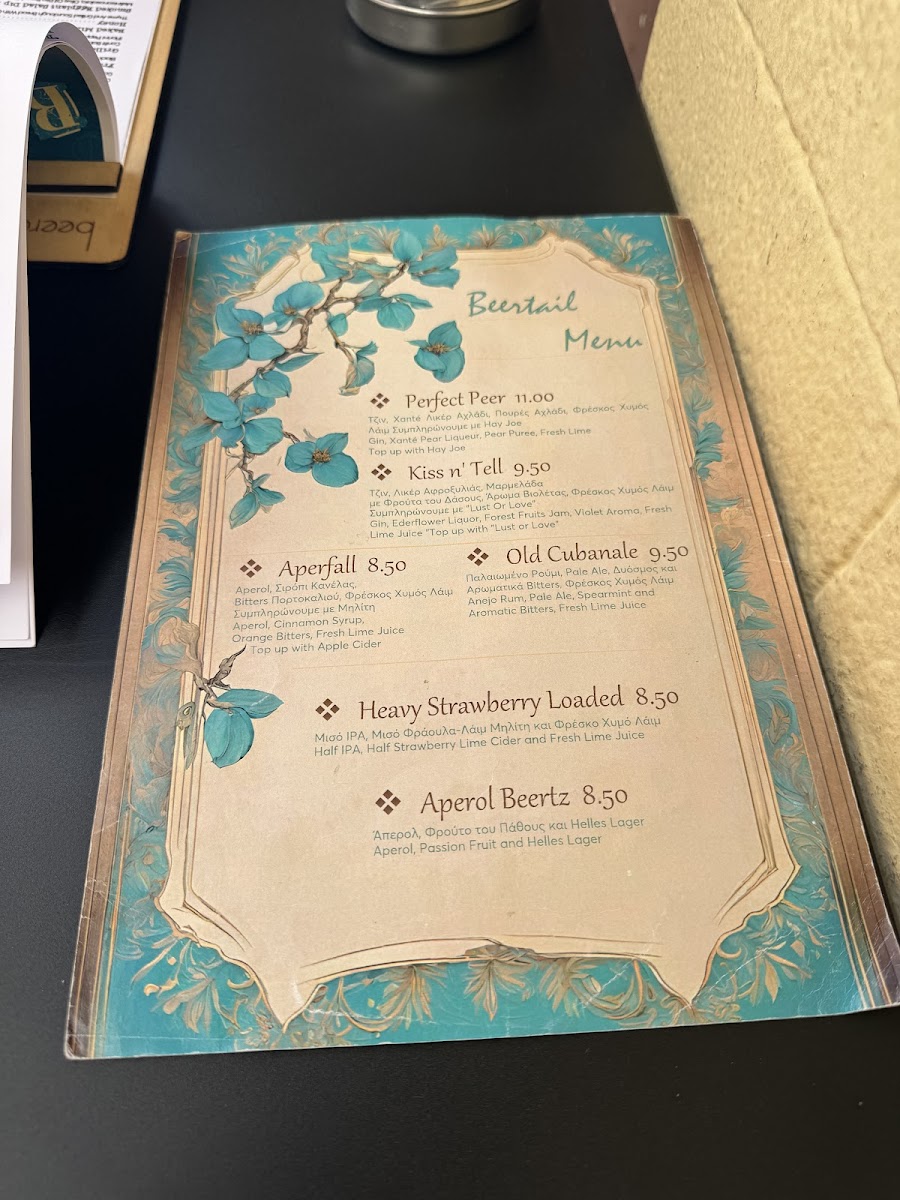 Beertail
Menu
Perfect Peer 11.00
Τζιν, Xanté Λικέρ Αχλάδι, Πουρές Αχλάδι, Φρέσκος Χυμός
Λάιμ Συμπληρώνουμε με Hay Joe
Gin, Xanté Pear Liqueur, Pear Puree, Fresh Lime
Top up with Hay Joe
Kiss n' Tell 9.50
Τζιν, Λικέρ Αφροξυλιάς, Μαρμελάδα
με Φρούτα του Δάσους, Άρωμα Βιολέτας, Φρέσκος Χυμός Λάιμ
Συμπληρώνουμε με "Lust Or Love"
Gin, Ederflower Liquor, Forest Fruits Jam, Violet Aroma, Fresh
Lime Juice "Top up with "Lust or Love"
Aperfall 8.50
Aperol, Σιρόπι Κανέλας,
Bitters Πορτοκαλιού, Φρέσκος Χυμός Λάιμ
Συμπληρώνουμε με Μηλίτη
Aperol, Cinnamon Syrup,
Orange Bitters, Fresh Lime Juice
Top up with Apple Cider
Old Cubanale 9.50
Παλαιωμένο Ρούμι, Pale Ale, Δυόσμος και
Αρωματικά Bitters, Φρέσκος Χυμός Λάιμ
Anejo Rum, Pale Ale, Spearmint and
Aromatic Bitters, Fresh Lime Juice
Heavy Strawberry Loaded 8.50
Μισό IPA, Μισό Φράουλα-Λάιμ Μηλίτη και Φρέσκο Χυμό Λάιμ
Half IPA, Half Strawberry Lime Cider and Fresh Lime Juice
Aperol Beertz 8.50
Άπερολ, Φρούτο του Πάθους και Helles Lager
Aperol, Passion Fruit and Helles Lager